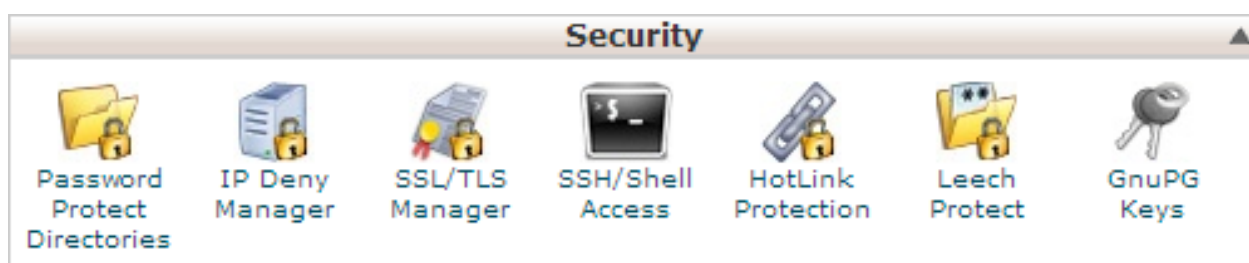 Security
Password
Protect
Directories
IP Deny
Manager
SSL/TLS
Manager
>$ _
SSH/Shell
Access
HotLink
Protection
**
Leech
Protect
GnuPG
Keys